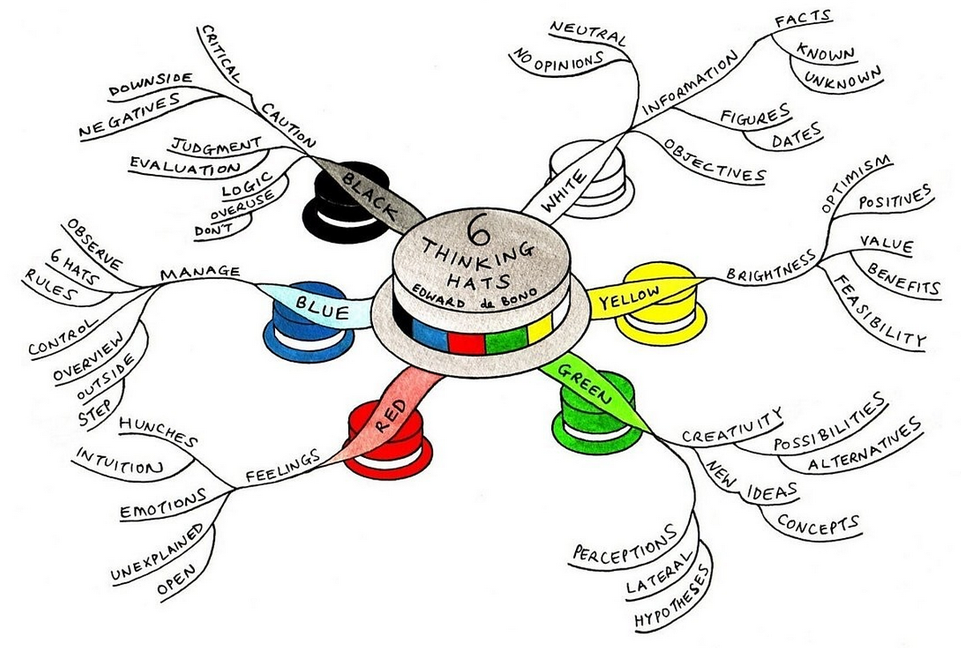 6
THINKING
HATS
EDWARD de BONO
WHITE
NEUTRAL
NO OPINIONS
INFORMATION
FACTS
KNOWN
UNKNOWN
FIGURES
DATES
OBJECTIVES
YELLOW
BRIGHTNESS
OPTIMISM
POSITIVES
VALUE
BENEFITS
FEASIBILITY
GREEN
CREATIVITY
POSSIBILITIES
ALTERNATIVES
NEW IDEAS
CONCEPTS
PERCEPTIONS
LATERAL
HYPOTHESES
RED
FEELINGS
HUNCHES
INTUITION
EMOTIONS
UNEXPLAINED
OPEN
BLUE
MANAGE
OBSERVE
6 HATS
RULES
CONTROL
OVERVIEW
OUTSIDE
STEP
BLACK
CAUTION
CRITICAL
DOWNSIDE
NEGATIVES
JUDGMENT
EVALUATION
LOGIC
OVERUSE
DON'T